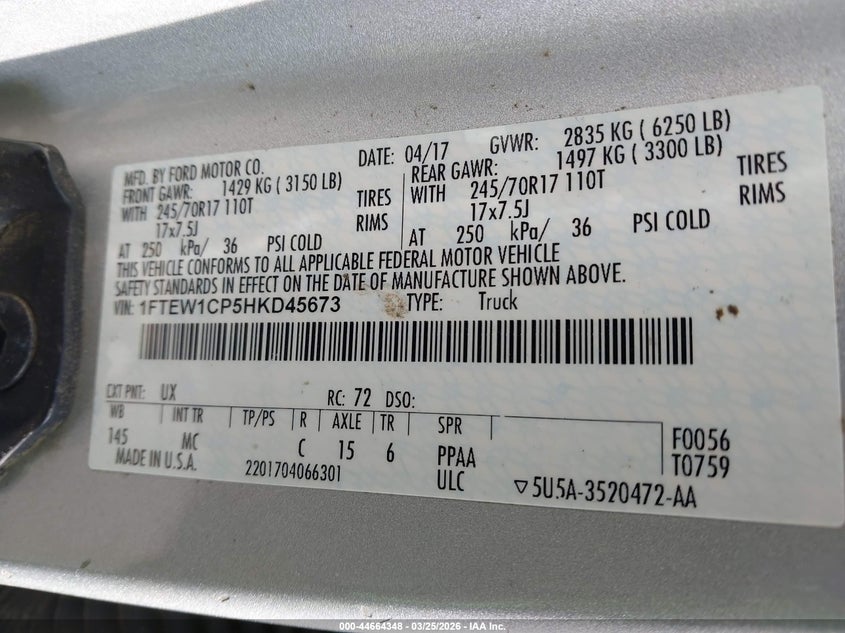 MFD. BY FORD MOTOR CO.
DATE: 04/17 GVWR: 2835 KG ( 6250 LB)
FRONT GAWR: 1429 KG ( 3150 LB) REAR GAWR: 1497 KG ( 3300 LB)
WITH 245/70R17 110T TIRES WITH 245/70R17 110T TIRES
17x7.5J RIMS 17x7.5J RIMS
AT 250 kPa/ 36 PSI COLD AT 250 kPa/ 36 PSI COLD
THIS VEHICLE CONFORMS TO ALL APPLICABLE FEDERAL MOTOR VEHICLE
SAFETY STANDARDS IN EFFECT ON THE DATE OF MANUFACTURE SHOWN ABOVE.
VIN: 1FTEW1CP5HKD45673 TYPE: Truck
EXT PNT: UX RC: 72 DSO:
WB INT TR TP/PS R AXLE TR SPR
145 MC C 15 6 PPAA F0056
MADE IN U.S.A. 2201704066301 ULC T0759
▽5U5A-3520472-AA
000-44664348 - 03/25/2026 - IAA Inc.